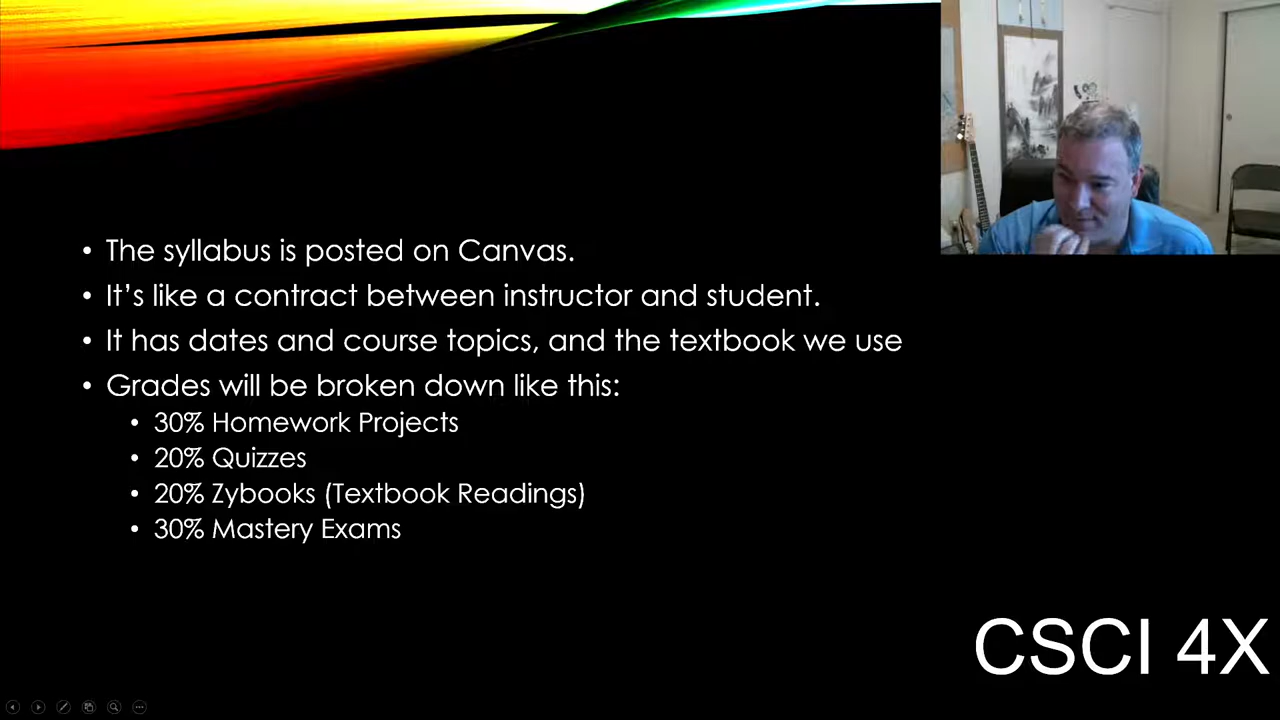 • The syllabus is posted on Canvas.
• It’s like a contract between instructor and student.
• It has dates and course topics, and the textbook we use
• Grades will be broken down like this:
• 30% Homework Projects
• 20% Quizzes
• 20% Zybooks (Textbook Readings)
• 30% Mastery Exams
CSCI 4X